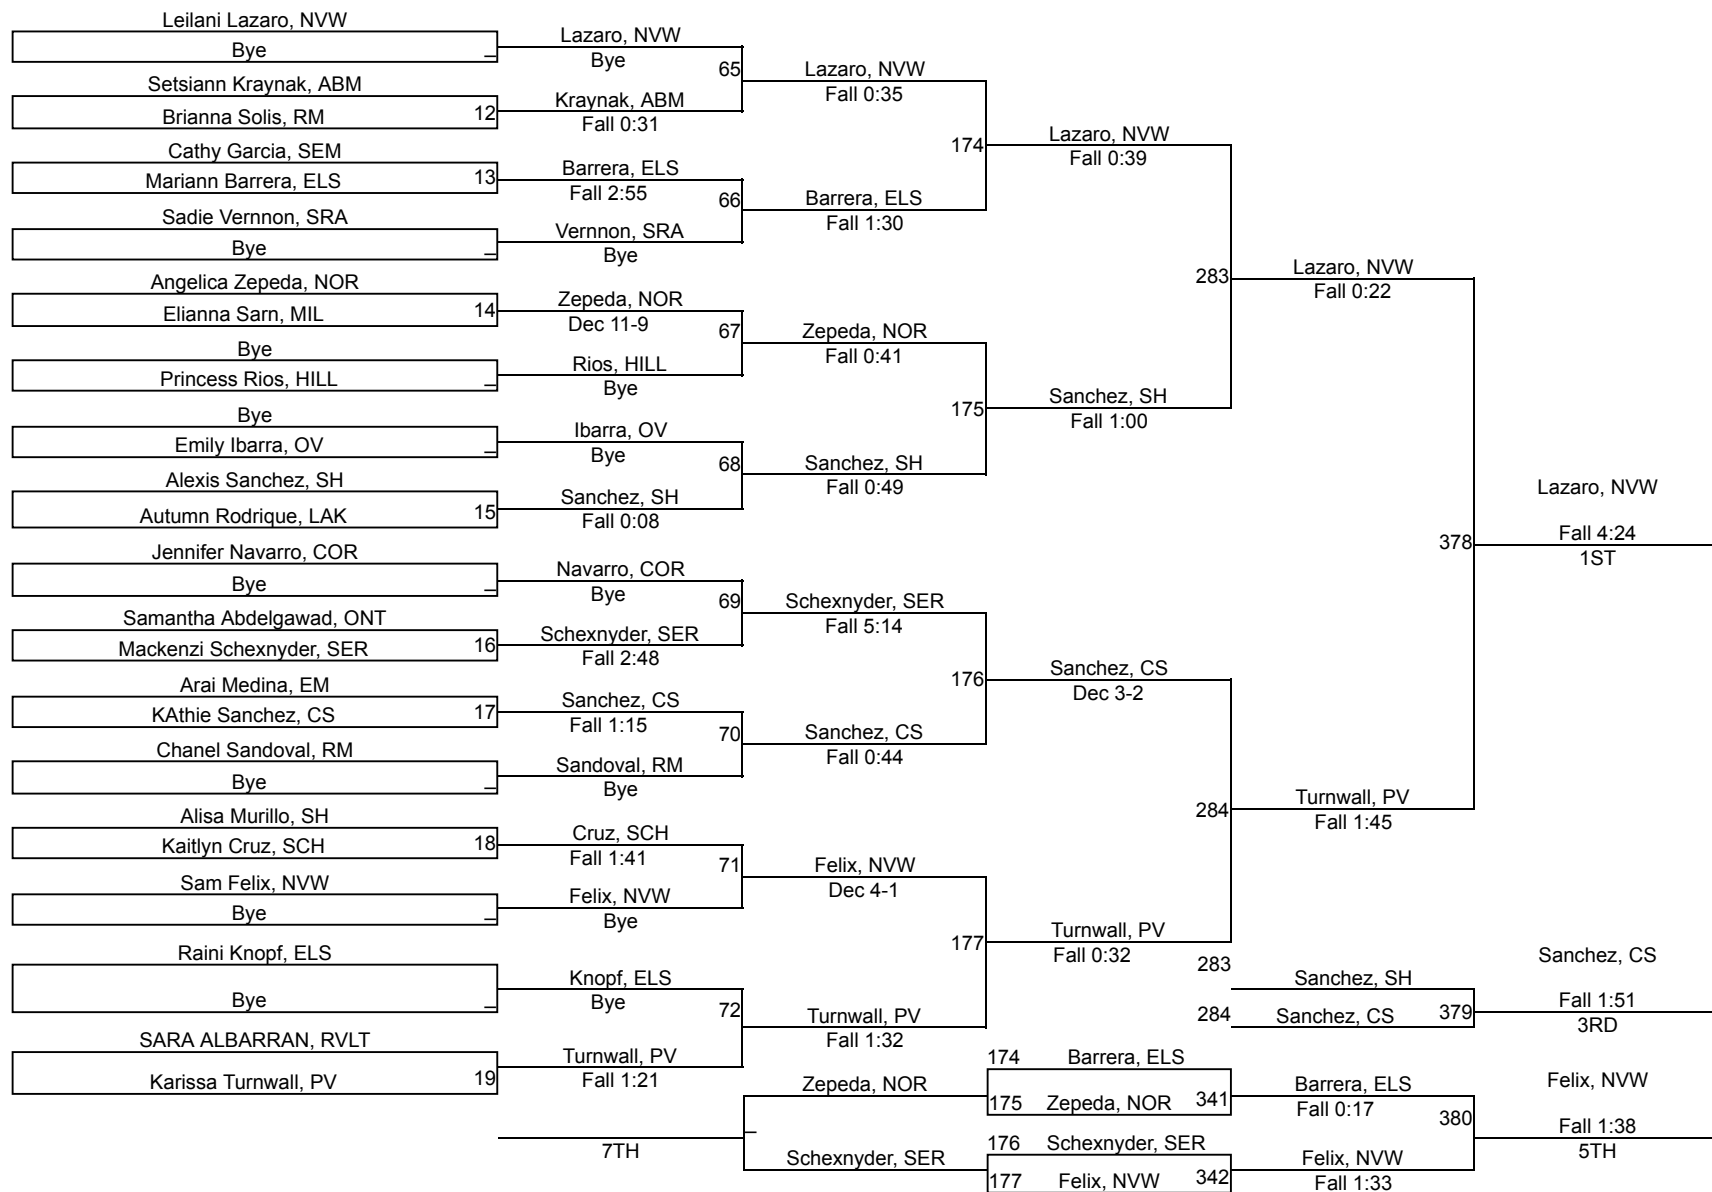 Leilani Lazaro, NVW
Bye
_
Setsiann Kraynak, ABM
Brianna Solis, RM
12
Cathy Garcia, SEM
Mariann Barrera, ELS
13
Sadie Vernnon, SRA
Bye
_
Angelica Zepeda, NOR
Elianna Sarn, MIL
14
Bye
Princess Rios, HILL
_
Bye
Emily Ibarra, OV
_
Alexis Sanchez, SH
Autumn Rodrique, LAK
15
Jennifer Navarro, COR
Bye
_
Samantha Abdelgawad, ONT
Mackenzi Schexnyder, SER
16
Arai Medina, EM
KAthie Sanchez, CS
17
Chanel Sandoval, RM
Bye
_
Alisa Murillo, SH
Kaitlyn Cruz, SCH
18
Sam Felix, NVW
Bye
_
Raini Knopf, ELS
Bye
_
SARA ALBARRAN, RVLT
Karissa Turnwall, PV
19
Lazaro, NVW
Bye
65
Kraynak, ABM
Fall 0:31
Barrera, ELS
Fall 2:55
66
Vernnon, SRA
Bye
Zepeda, NOR
Dec 11-9
67
Rios, HILL
Bye
Ibarra, OV
Bye
68
Sanchez, SH
Fall 0:08
Navarro, COR
Bye
69
Schexnyder, SER
Fall 2:48
Sanchez, CS
Fall 1:15
70
Sandoval, RM
Bye
Cruz, SCH
Fall 1:41
71
Felix, NVW
Bye
Knopf, ELS
Bye
72
Turnwall, PV
Fall 1:21
Lazaro, NVW
Fall 0:35
174
Barrera, ELS
Fall 1:30
Zepeda, NOR
Fall 0:41
175
Sanchez, SH
Fall 0:49
Schexnyder, SER
Fall 5:14
176
Sanchez, CS
Fall 0:44
Felix, NVW
Dec 4-1
177
Turnwall, PV
Fall 1:32
Lazaro, NVW
Fall 0:39
283
Sanchez, SH
Fall 1:00
Sanchez, CS
Dec 3-2
284
Turnwall, PV
Fall 0:32
Lazaro, NVW
Fall 0:22
378
Turnwall, PV
Fall 1:45
Lazaro, NVW
Fall 4:24
1ST
283
Sanchez, SH
284
Sanchez, CS
379
Sanchez, CS
Fall 1:51
3RD
Zepeda, NOR
_
7TH
Schexnyder, SER
174
Barrera, ELS
175
Zepeda, NOR
341
176
Schexnyder, SER
177
Felix, NVW
342
Barrera, ELS
Fall 0:17
380
Felix, NVW
Fall 1:33
Felix, NVW
Fall 1:38
5TH